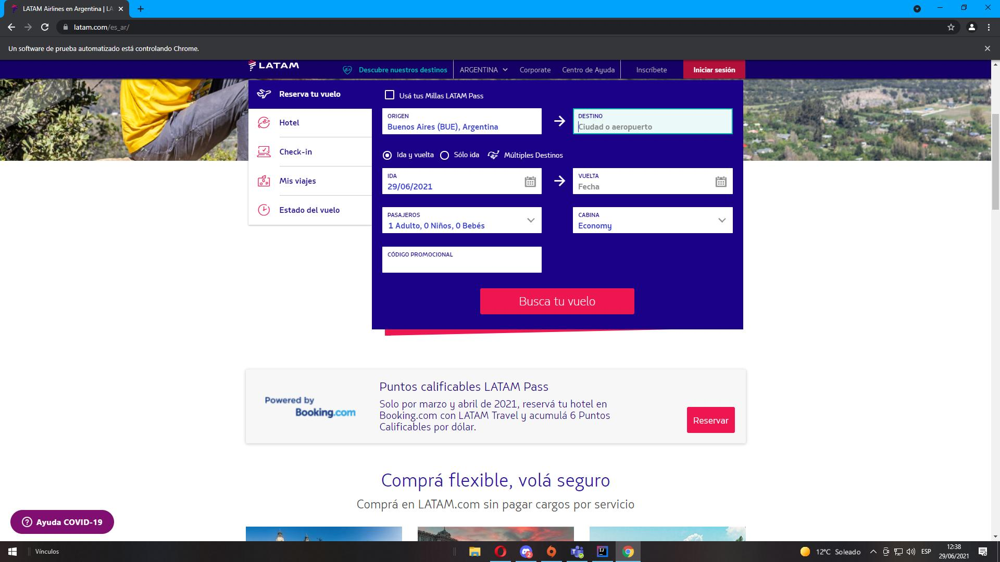 LATAM Airlines en Argentina | LA
latam.com/es_ar/
Un software de prueba automatizado está controlando Chrome.
LATAM
Descubre nuestros destinos
ARGENTINA
Corporate
Centro de Ayuda
Inscríbete
Iniciar sesión
Reserva tu vuelo
Hotel
Check-in
Mis viajes
Estado del vuelo
Usá tus Millas LATAM Pass
ORIGEN
Buenos Aires (BUE), Argentina
DESTINO
Ciudad o aeropuerto
Ida y vuelta
Sólo ida
Múltiples Destinos
IDA
29/06/2021
VUELTA
Fecha
PASAJEROS
1 Adulto, 0 Niños, 0 Bebés
CABINA
Economy
CÓDIGO PROMOCIONAL
Busca tu vuelo
Powered by
Booking.com
Puntos calificables LATAM Pass
Solo por marzo y abril de 2021, reservá tu hotel en
Booking.com con LATAM Travel y acumulá 6 Puntos
Calificables por dólar.
Reservar
Comprá flexible, volá seguro
Comprá en LATAM.com sin pagar cargos por servicio
Ayuda COVID-19
Vínculos
2
IJ
12°C Soleado
ESP
12:38
29/06/2021